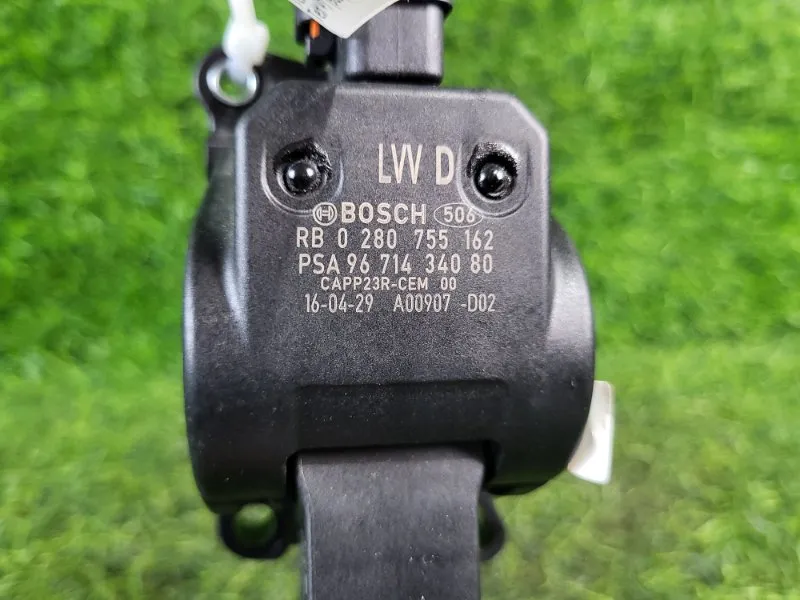 LW D
BOSCH 506
RB 0 280 755 162
PSA 96 714 340 80
CAPP23R-CEM 00
16-04-29 A00907 -D02